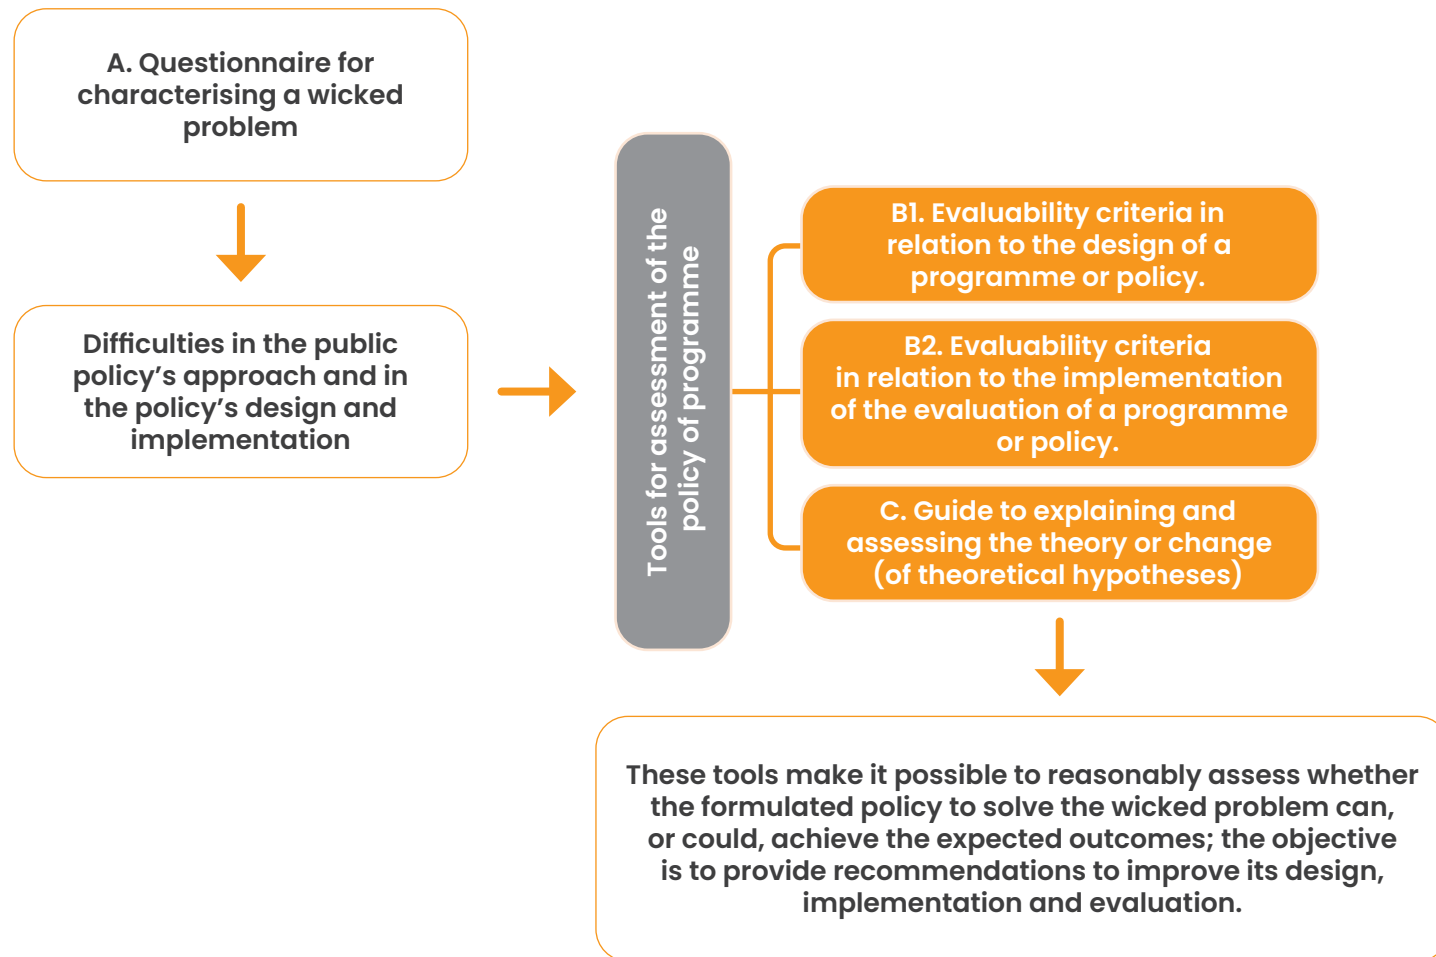 A. Questionnaire for
characterising a wicked
problem
Difficulties in the public
policy's approach and in
the policy's design and
implementation
Tools for assessment of the
policy of programme
B1. Evaluability criteria in
relation to the design of a
programme or policy.
B2. Evaluability criteria
in relation to the implementation
of the evaluation of a programme
or policy.
C. Guide to explaining and
assessing the theory or change
(of theoretical hypotheses)
These tools make it possible to reasonably assess whether
the formulated policy to solve the wicked problem can,
or could, achieve the expected outcomes; the objective
is to provide recommendations to improve its design,
implementation and evaluation.